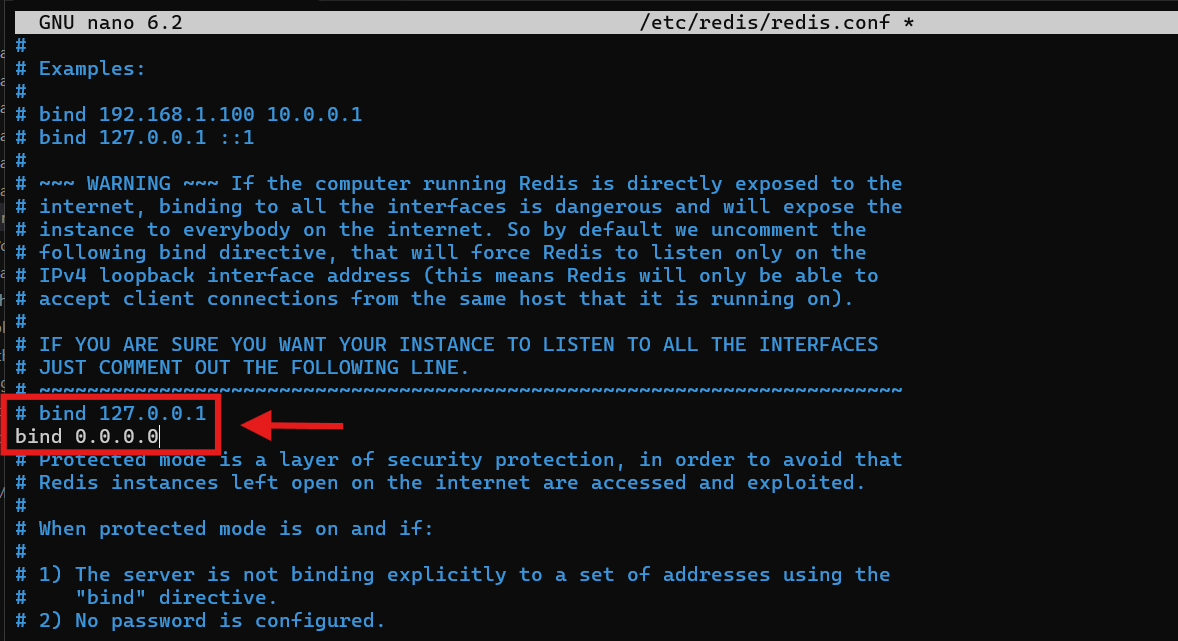 GNU nano 6.2 /etc/redis/redis.conf *
#
# Examples:
#
# bind 192.168.1.100 10.0.0.1
# bind 127.0.0.1 ::1
#
# ~~~ WARNING ~~~ If the computer running Redis is directly exposed to the
# internet, binding to all the interfaces is dangerous and will expose the
# instance to everybody on the internet. So by default we uncomment the
# following bind directive, that will force Redis to listen only on the
# IPv4 loopback interface address (this means Redis will only be able to
# accept client connections from the same host that it is running on).
#
# IF YOU ARE SURE YOU WANT YOUR INSTANCE TO LISTEN TO ALL THE INTERFACES
# JUST COMMENT OUT THE FOLLOWING LINE.
# ~~~~~~~~~~~~~~~~~~~~~~~~~~~~~~~~~~~~~~~~~~~~~~~~~~~~~~~~~~~~~~~~~~~~~~~~
# bind 127.0.0.1
bind 0.0.0.0
# Protected mode is a layer of security protection, in order to avoid that
# Redis instances left open on the internet are accessed and exploited.
#
# When protected mode is on and if:
#
# 1) The server is not binding explicitly to a set of addresses using the
#    "bind" directive.
# 2) No password is configured.